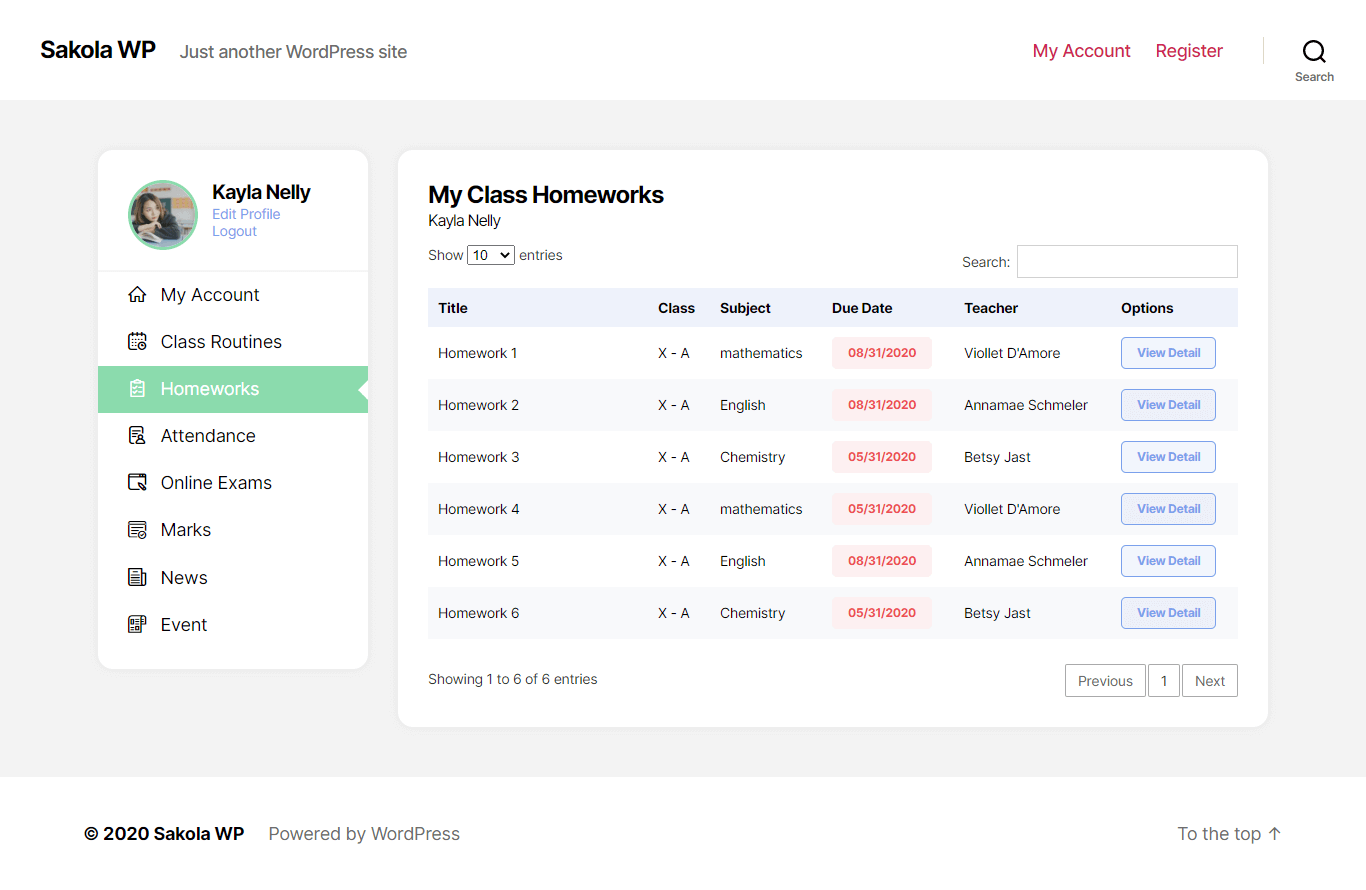 Sakola WP Just another WordPress site My Account Register
Search
Kayla Nelly
Edit Profile
Logout
My Account
Class Routines
Homeworks
Attendance
Online Exams
Marks
News
Event
My Class Homeworks
Kayla Nelly
Show 10 entries
Search:
Title Class Subject Due Date Teacher Options
Homework 1 X - A mathematics 08/31/2020 Viollet D'Amore View Detail
Homework 2 X - A English 08/31/2020 Annamae Schmeler View Detail
Homework 3 X - A Chemistry 05/31/2020 Betsy Jast View Detail
Homework 4 X - A mathematics 05/31/2020 Viollet D'Amore View Detail
Homework 5 X - A English 08/31/2020 Annamae Schmeler View Detail
Homework 6 X - A Chemistry 05/31/2020 Betsy Jast View Detail
Showing 1 to 6 of 6 entries Previous 1 Next
© 2020 Sakola WP Powered by WordPress To the top ↑